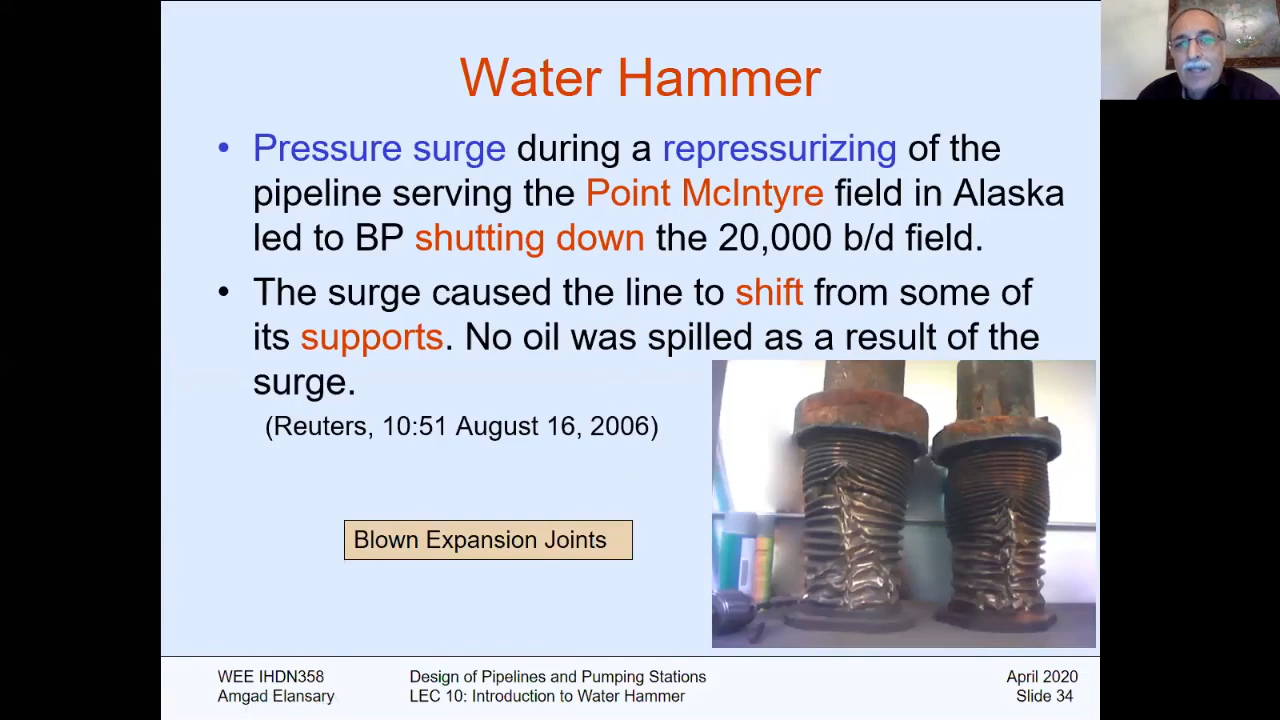 Water Hammer
• Pressure surge during a repressurizing of the
pipeline serving the Point McIntyre field in Alaska
led to BP shutting down the 20,000 b/d field.
• The surge caused the line to shift from some of
its supports. No oil was spilled as a result of the
surge.
(Reuters, 10:51 August 16, 2006)
Blown Expansion Joints
WEE IHDN358
Amgad Elansary
Design of Pipelines and Pumping Stations
LEC 10: Introduction to Water Hammer
April 2020
Slide 34